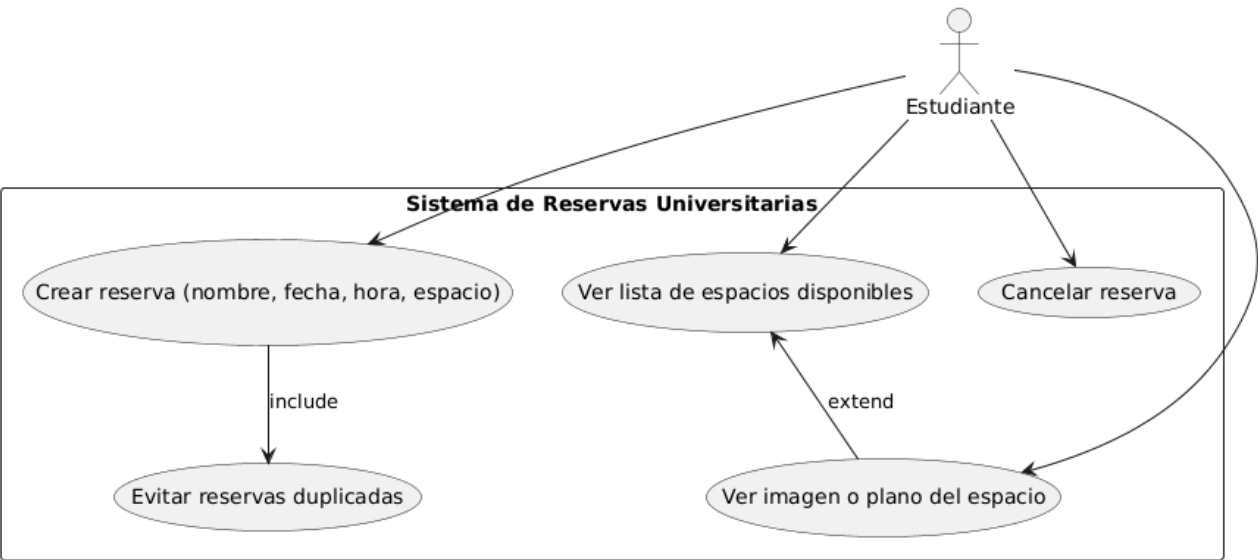 Estudiante
Sistema de Reservas Universitarias
Crear reserva (nombre, fecha, hora, espacio)
Ver lista de espacios disponibles
Cancelar reserva
include
extend
Evitar reservas duplicadas
Ver imagen o plano del espacio